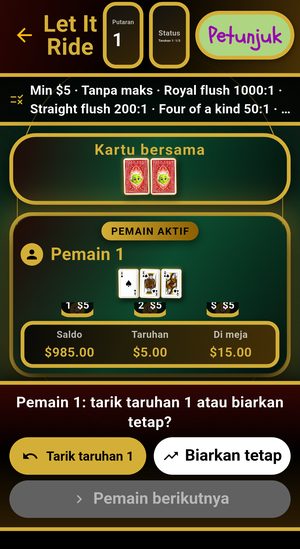 Let It
Ride
Putaran
1
Status
Petunjuk
Min $5 · Tanpa maks · Royal flush 1000:1 ·
Straight flush 200:1 · Four of a kind 50:1 · …
Kartu bersama
PEMAIN AKTIF
Pemain 1
1 $5
2 $5
$ $5
Saldo
Taruhan
Di meja
$985.00
$5.00
$15.00
Pemain 1: tarik taruhan 1 atau biarkan
tetap?
Tarik taruhan 1
Biarkan tetap
Pemain berikutnya